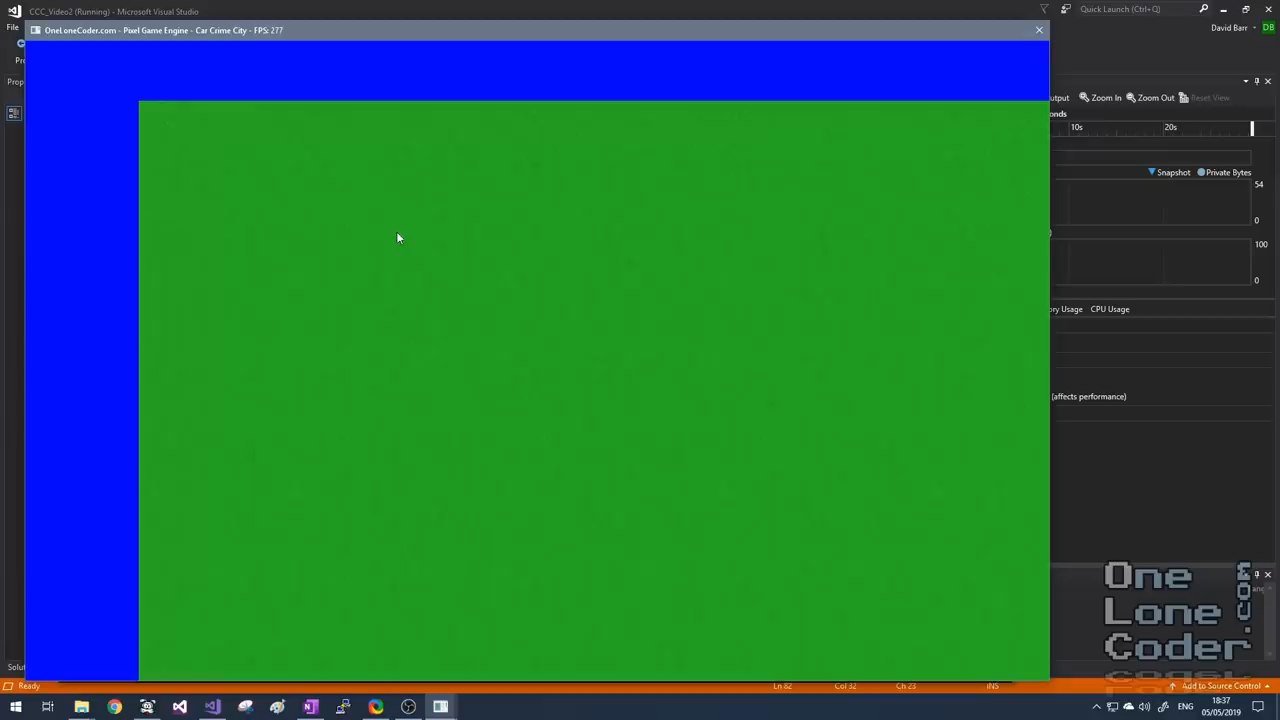 CCC_Video2 (Running) - Microsoft Visual Studio
Quick Launch (Ctrl+Q)
OneLoneCoder.com - Pixel Game Engine - Car Crime City - FPS: 277
David Barr
DB
Zoom In
Zoom Out
Reset View
10s
20s
Snapshot
Private Bytes
54
0
100
0
CPU Usage
(affects performance)
One
Lone
Coder
.com
Ready
Ln 82
Col 32
Ch 23
INS
Add to Source Control
ENG
18:37
05/05/2019